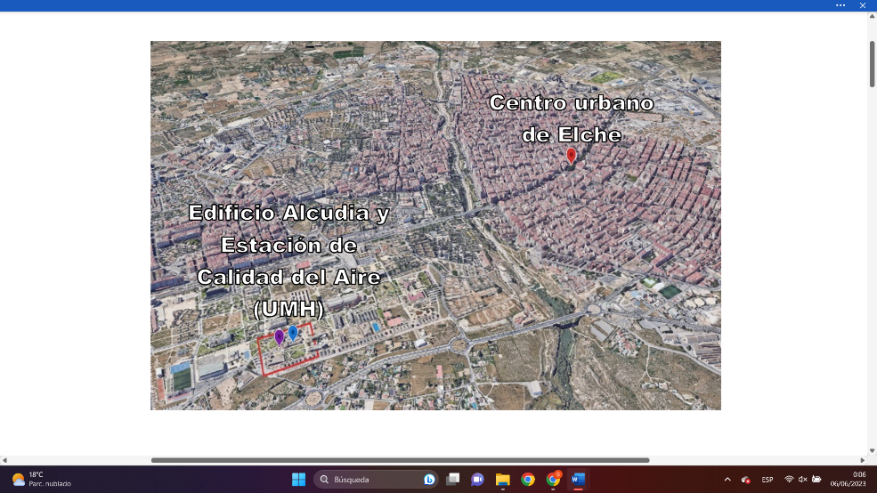 Centro urbano
de Elche
Edificio Alcudia y
Estación de
Calidad del Aire
(UMH)
18°C
Parc. nublado
Búsqueda
ESP
0:06
06/06/2023